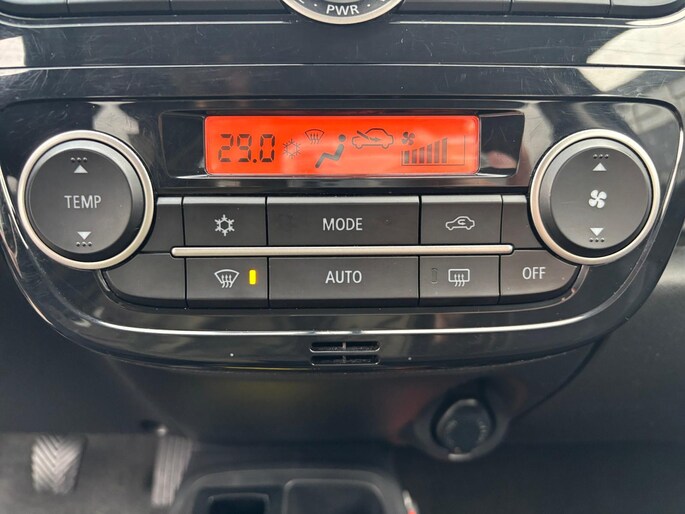 PWR
29.0
TEMP
MODE
AUTO
OFF